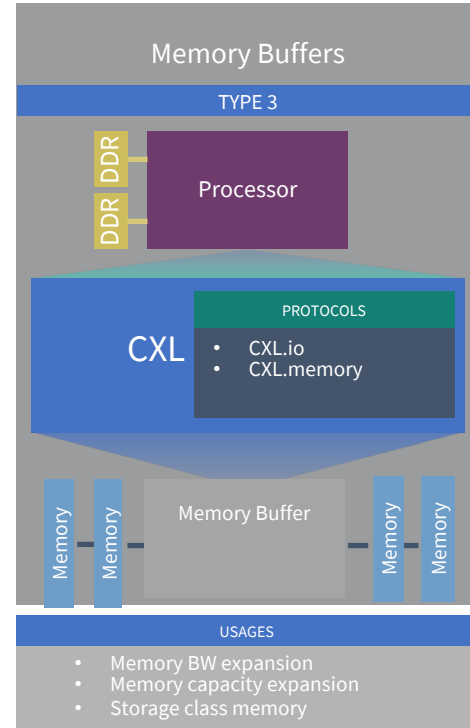 Memory Buffers
TYPE 3
DDR
DDR
Processor
CXL
PROTOCOLS
• CXL.io
• CXL.memory
Memory
Memory
Memory Buffer
Memory
Memory
USAGES
• Memory BW expansion
• Memory capacity expansion
• Storage class memory